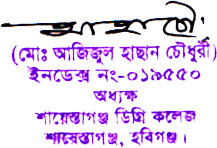 (মোঃ আজিজুল হাছান চৌধুরী)
ইনডেক্স নং-০১৯৫৫০
অধ্যক্ষ
শায়েস্তাগঞ্জ ডিগ্রি কলেজ
শায়েস্তাগঞ্জ, হবিগঞ্জ।